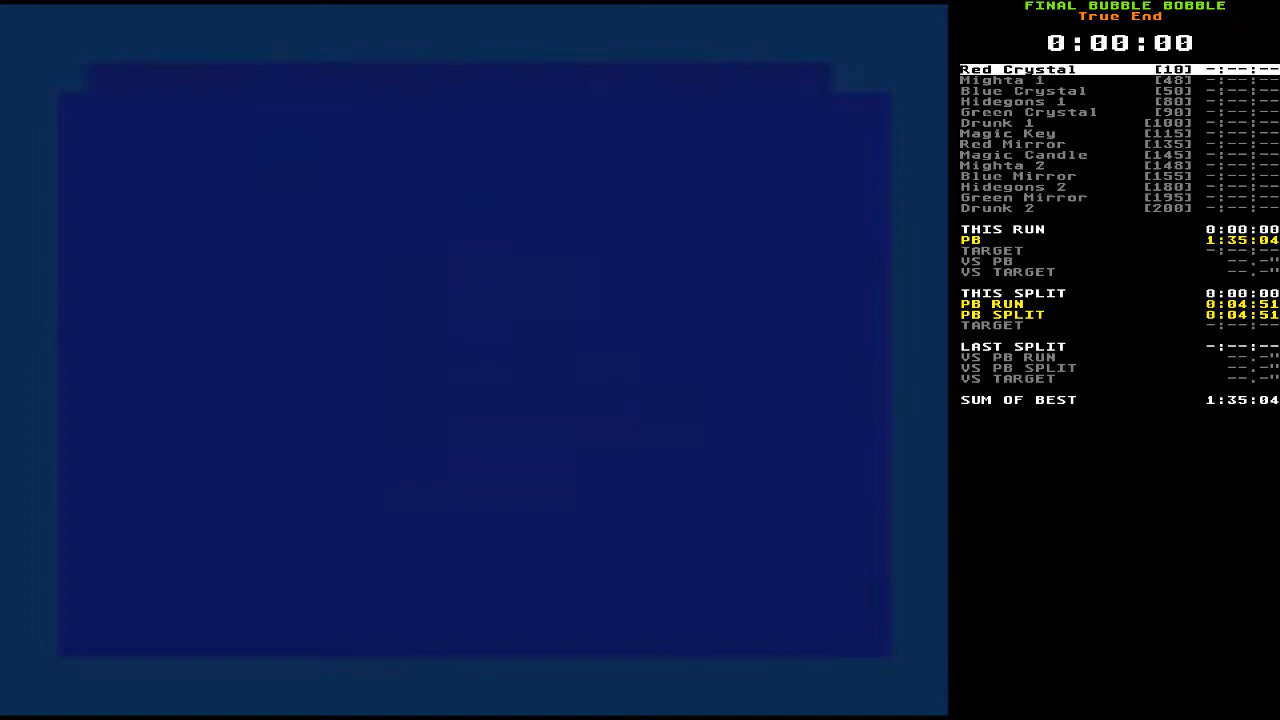 FINAL BUBBLE BOBBLE
True End
0:00:00
Red Crystal [10] -:--:--
Mighta 1 [48] -:--:--
Blue Crystal [50] -:--:--
Hidegons 1 [80] -:--:--
Green Crystal [90] -:--:--
Drunk 1 [100] -:--:--
Magic Key [115] -:--:--
Red Mirror [135] -:--:--
Magic Candle [145] -:--:--
Mighta 2 [148] -:--:--
Blue Mirror [155] -:--:--
Hidegons 2 [180] -:--:--
Green Mirror [195] -:--:--
Drunk 2 [200] -:--:--
THIS RUN 0:00:00
PB 1:35:04
TARGET -:--:--
VS PB --.-"
VS TARGET --.-"
THIS SPLIT 0:00:00
PB RUN 0:04:51
PB SPLIT 0:04:51
TARGET -:--:--
LAST SPLIT -:--:--
VS PB RUN --.-"
VS PB SPLIT --.-"
VS TARGET --.-"
SUM OF BEST 1:35:04